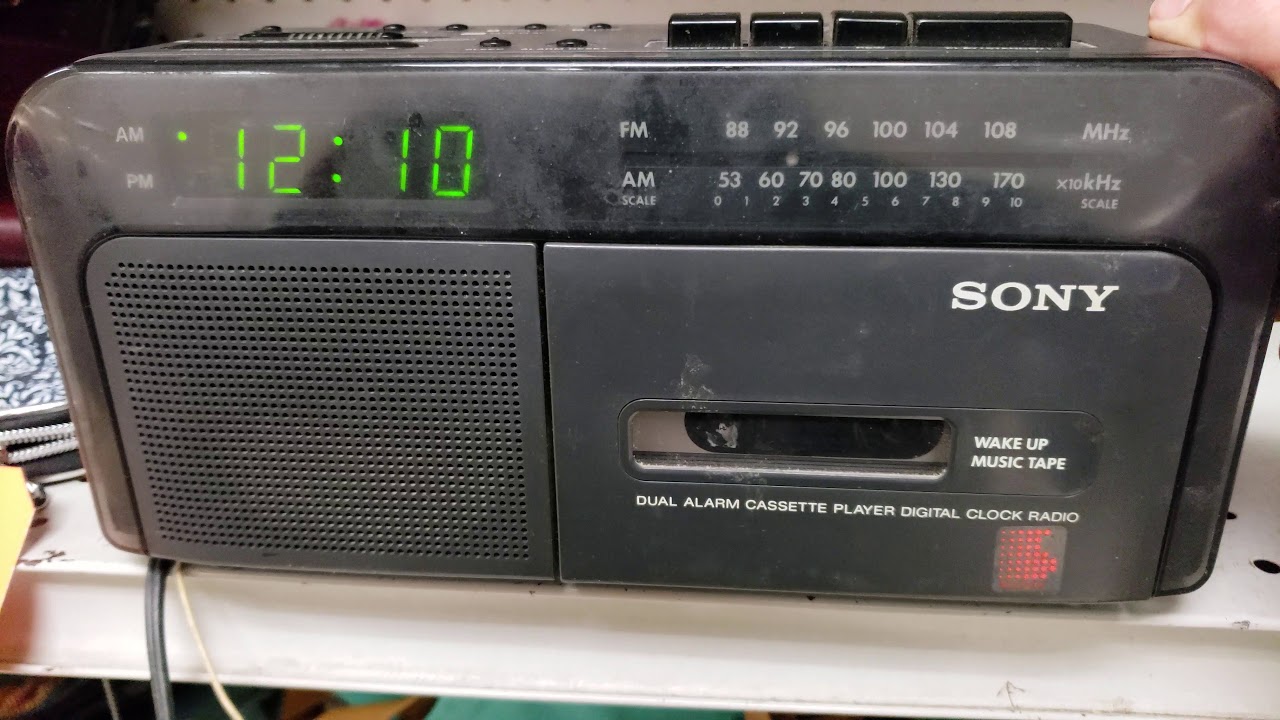 AM
12:10
PM
FM 88 92 96 100 104 108 MHz
AM 53 60 70 80 100 130 170 x10kHz
SCALE 0 1 2 3 4 5 6 7 8 9 10 SCALE
SONY
WAKE UP
MUSIC TAPE
DUAL ALARM CASSETTE PLAYER DIGITAL CLOCK RADIO